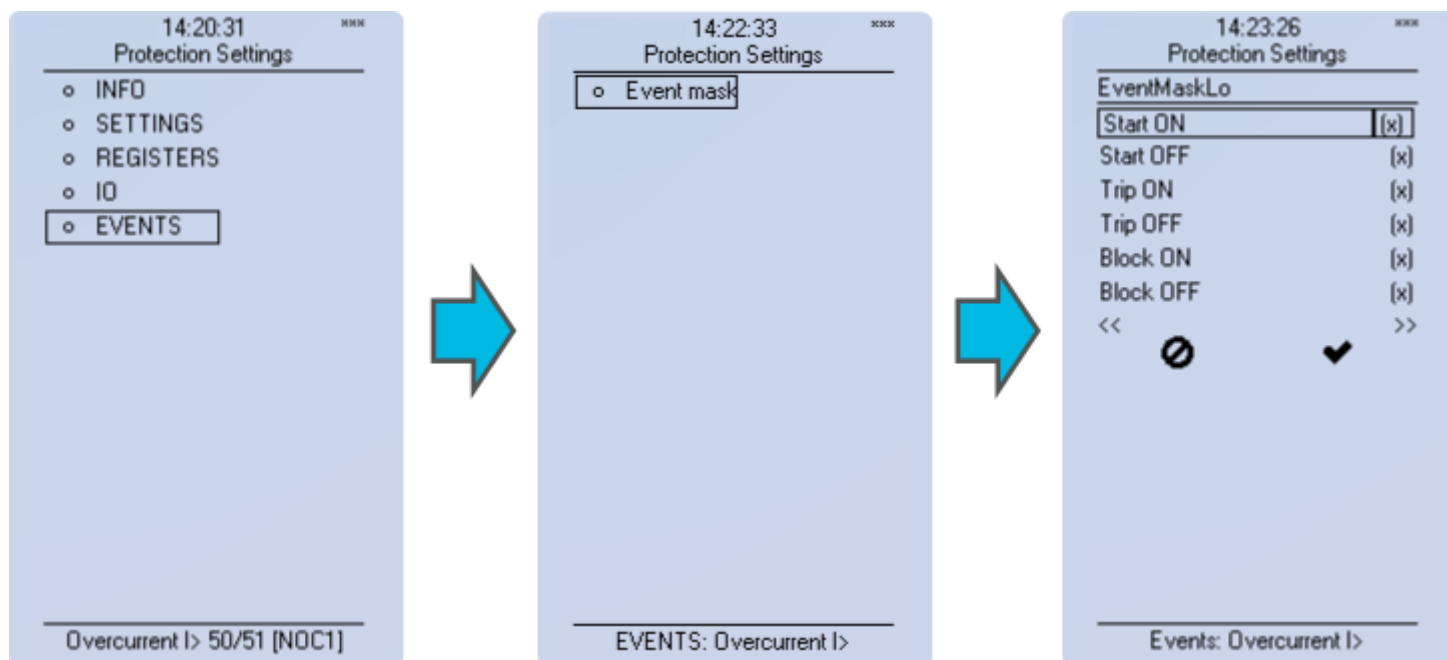 14:20:31 ***
Protection Settings
INFO
SETTINGS
REGISTERS
IO
EVENTS
Overcurrent I> 50/51 [NOC1]
14:22:33 ***
Protection Settings
Event mask
EVENTS: Overcurrent I>
14:23:26 ***
Protection Settings
EventMaskLo
Start ON (x)
Start OFF (x)
Trip ON (x)
Trip OFF (x)
Block ON (x)
Block OFF (x)
<< >>
Events: Overcurrent I>